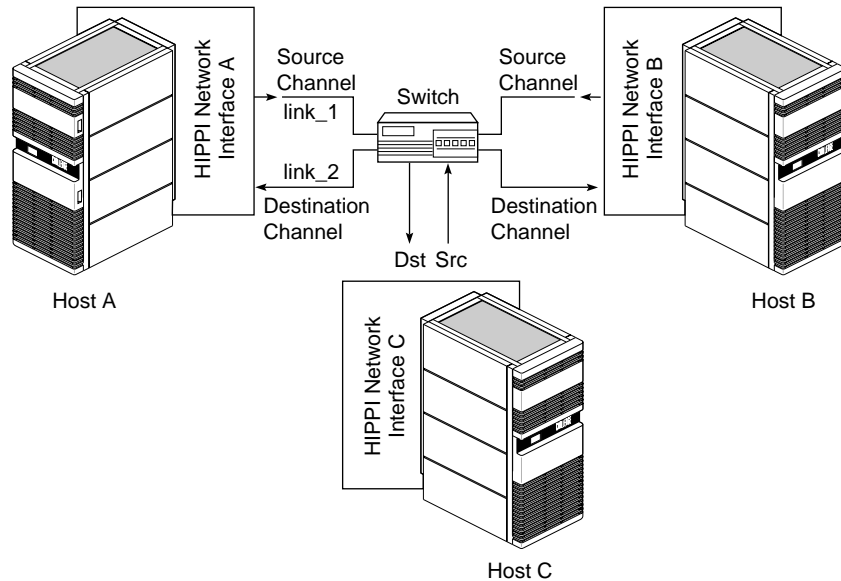 HIPPI Network
Interface A
Source
Channel
link_1
Switch
Source
Channel
HIPPI Network
Interface B
link_2
Destination
Channel
Destination
Channel
Dst Src
Host A
Host B
HIPPI Network
Interface C
Host C